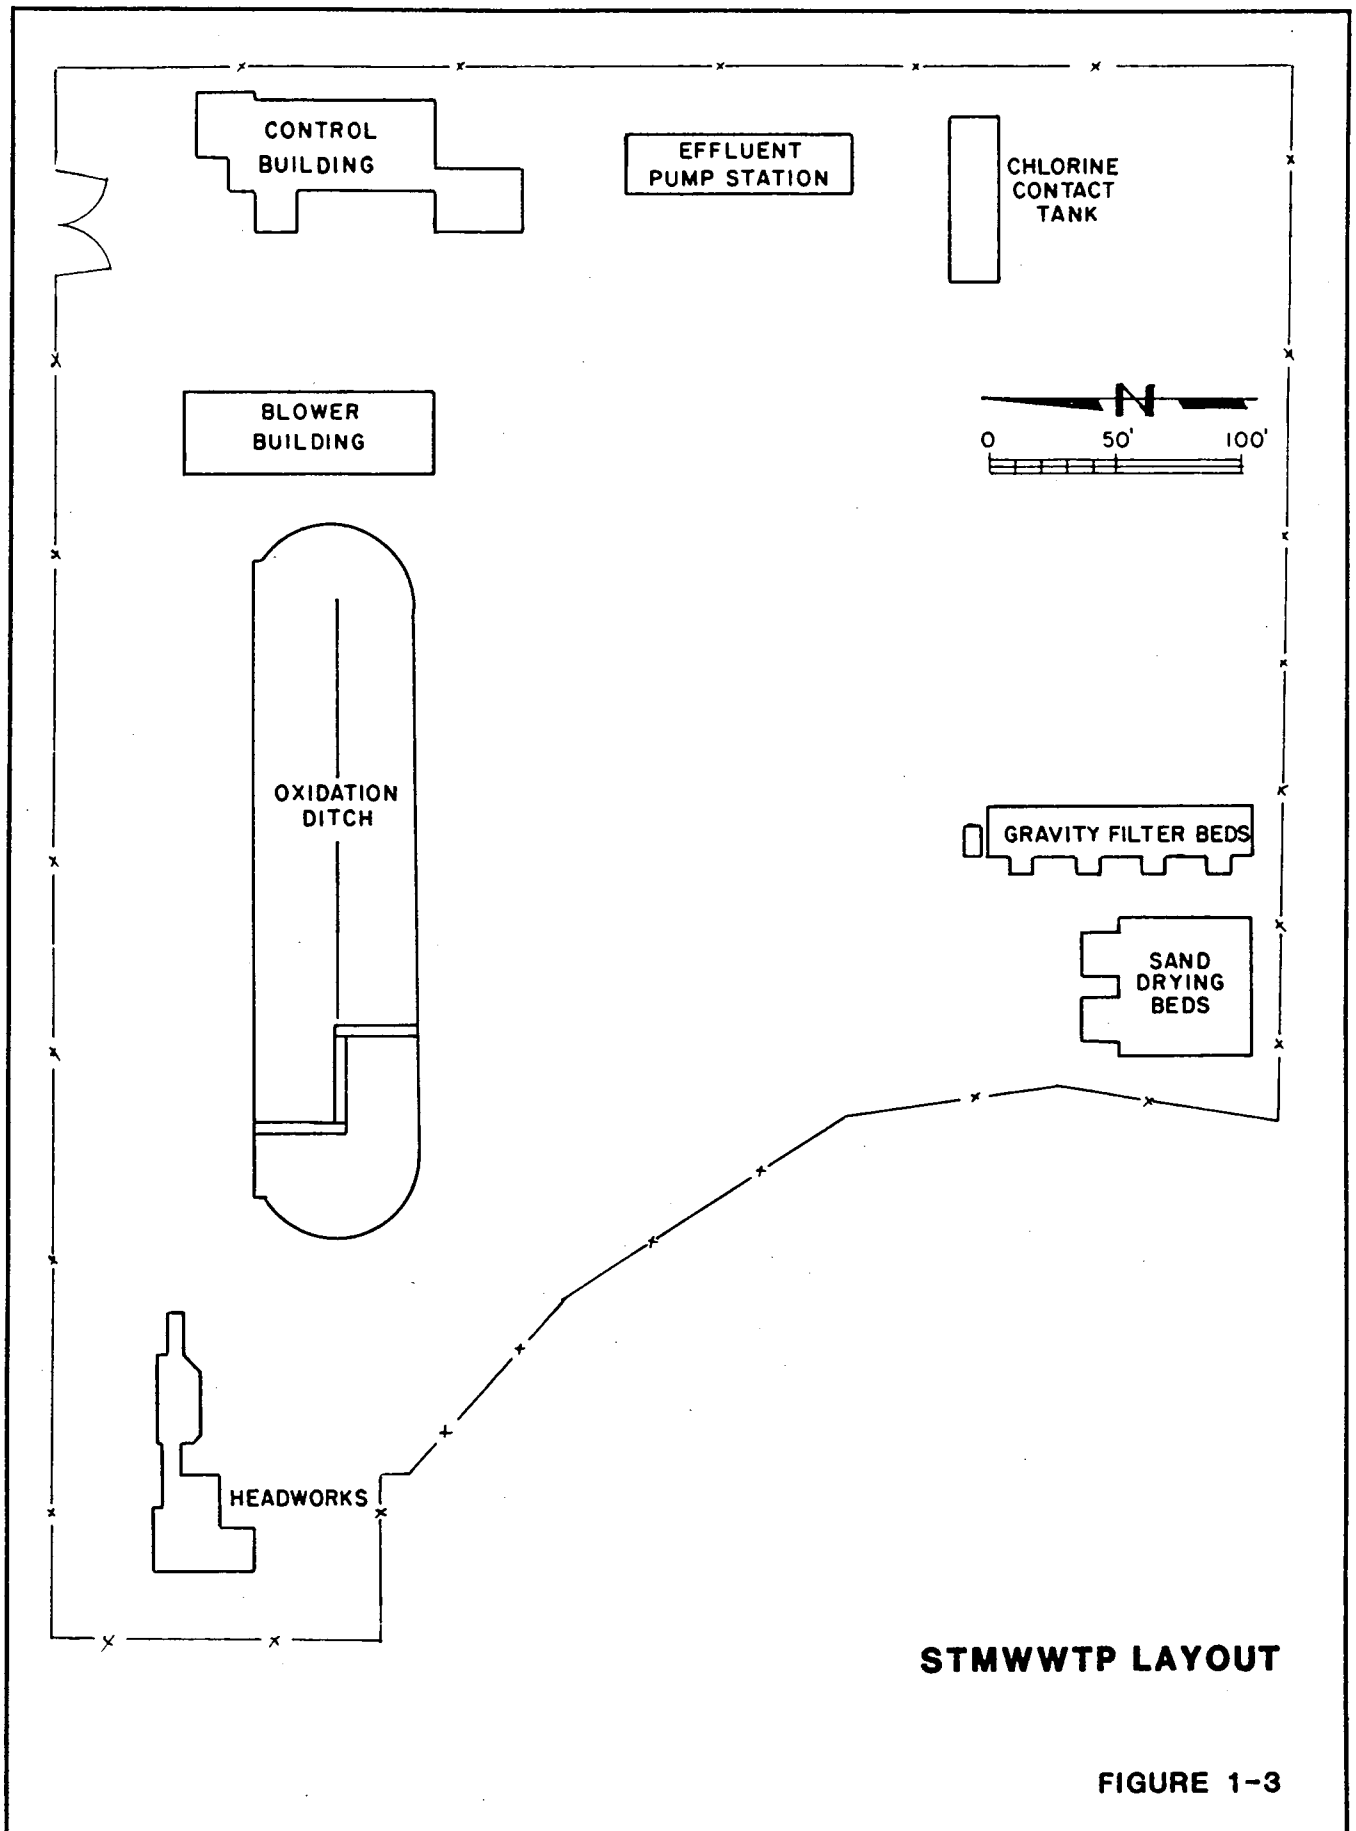 CONTROL
BUILDING
EFFLUENT
PUMP STATION
CHLORINE
CONTACT
TANK
BLOWER
BUILDING
N
0 50' 100'
OXIDATION
DITCH
GRAVITY FILTER BEDS
SAND
DRYING
BEDS
HEADWORKS
STMWWTP LAYOUT
FIGURE 1-3